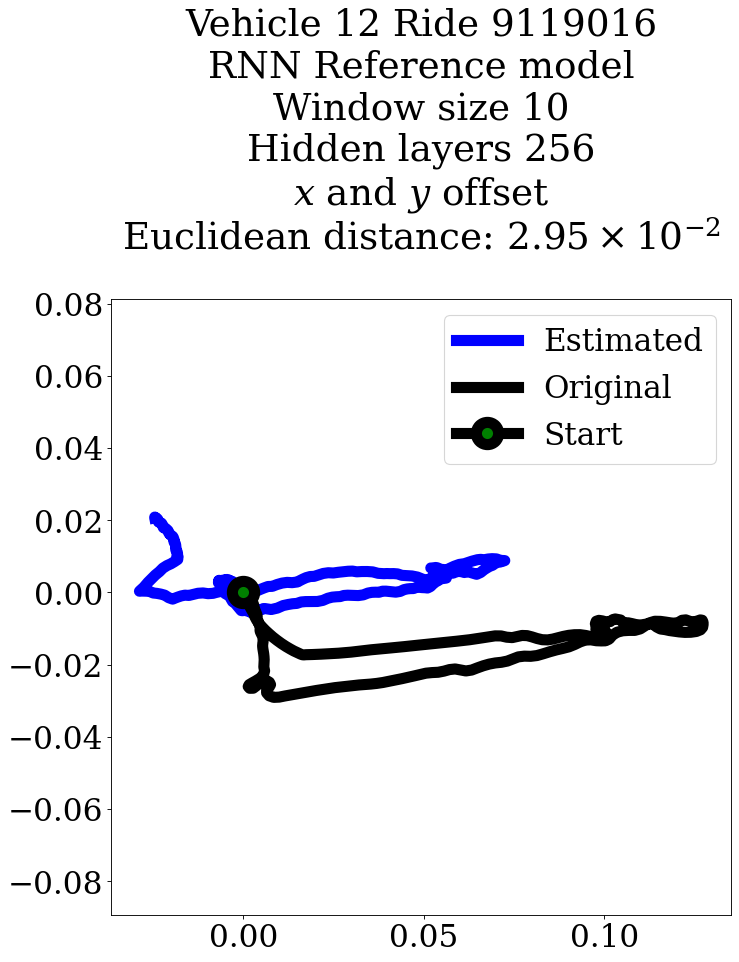 Vehicle 12 Ride 9119016
RNN Reference model
Window size 10
Hidden layers 256
x and y offset
Euclidean distance: 2.95 × 10⁻²
0.08
0.06
0.04
0.02
0.00
−0.02
−0.04
−0.06
−0.08
Estimated
Original
Start
0.00 0.05 0.10